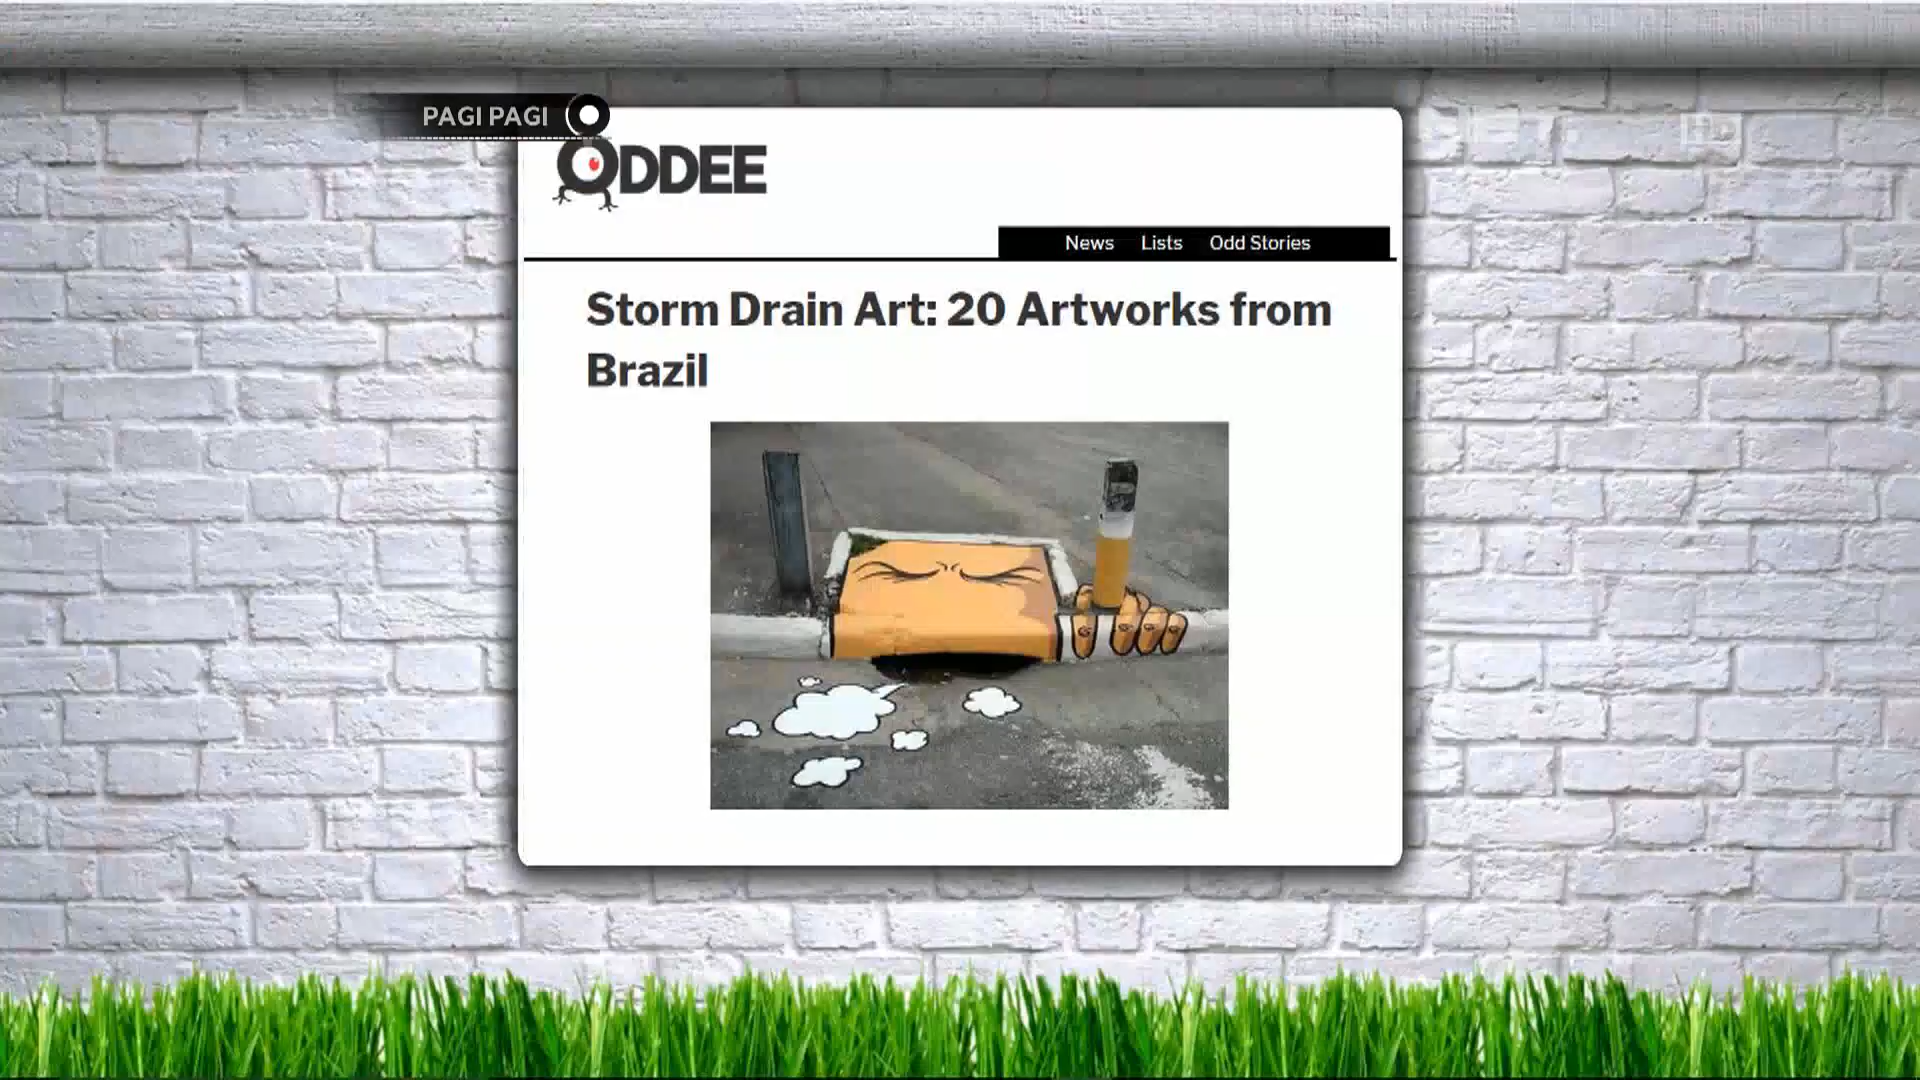 PAGI PAGI
ODDEE
News Lists Odd Stories
Storm Drain Art: 20 Artworks from
Brazil